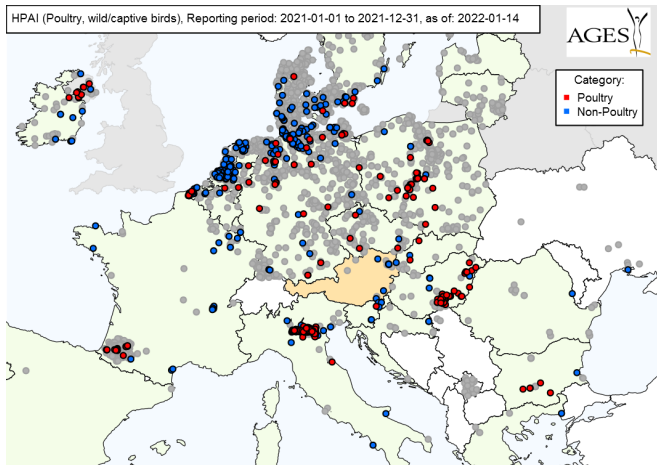 HPAI (Poultry, wild/captive birds), Reporting period: 2021-01-01 to 2021-12-31, as of: 2022-01-14
AGES
Category:
Poultry
Non-Poultry